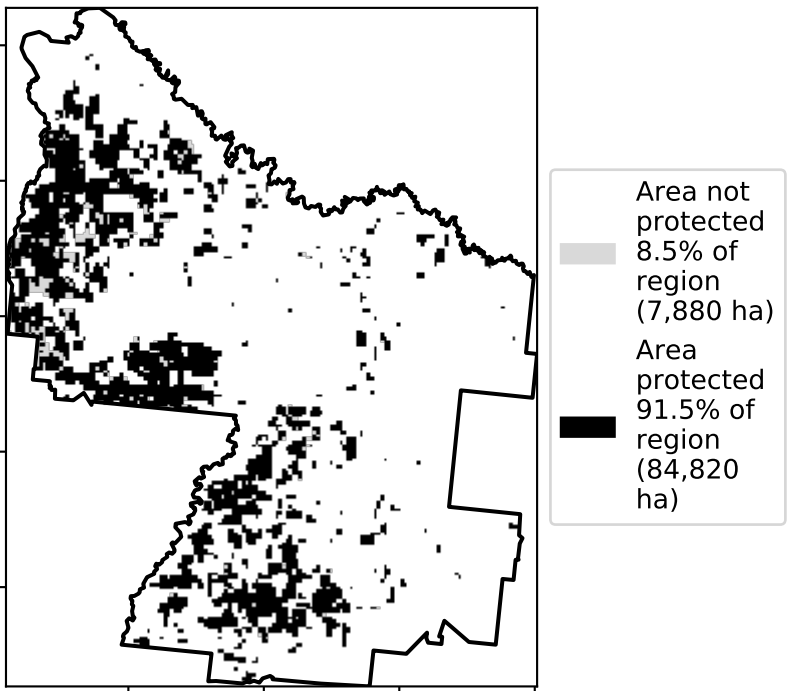 Area not
protected
8.5% of
region
(7,880 ha)
Area
protected
91.5% of
region
(84,820
ha)